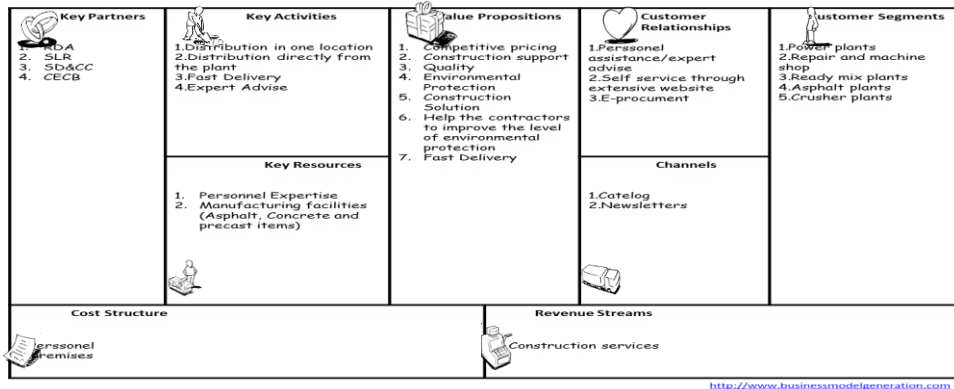 Key Partners
RDA
2. SLR
3. SD&CC
4. CECB
Key Activities
1.Distribution in one location
2.Distribution directly from
the plant
3.Fast Delivery
4.Expert Advise
Key Resources
1. Personnel Expertise
2. Manufacturing facilities
(Asphalt, Concrete and
precast items)
Value Propositions
1. Competitive pricing
2. Construction support
3. Quality
4. Environmental
Protection
5. Construction
Solution
6. Help the contractors
to improve the level
of environmental
protection
7. Fast Delivery
Customer
Relationships
1.Perssonel
assistance/expert
advise
2.Self service through
extensive website
3.E-procument
Channels
1.Catelog
2.Newsletters
Customer Segments
1.Power plants
2.Repair and machine
shop
3.Ready mix plants
4.Asphalt plants
5.Crusher plants
Cost Structure
erssonel
remises
Revenue Streams
Construction services
http://www.businessmodelgeneration.com